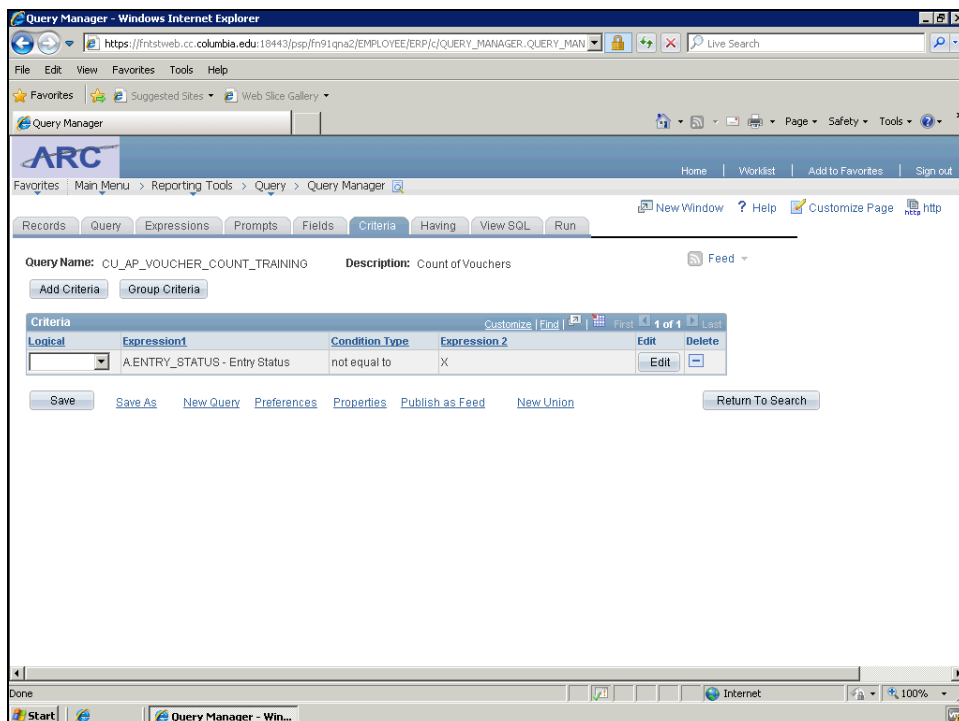 Query Manager - Windows Internet Explorer
https://fntstweb.cc.columbia.edu:18443/psp/fn91qna2/EMPLOYEE/ERP/c/QUERY_MANAGER.QUERY_MAN
Live Search
File Edit View Favorites Tools Help
Favorites Suggested Sites Web Slice Gallery
Query Manager
Page Safety Tools
ARC
Home | Worklist | Add to Favorites | Sign out
Favorites Main Menu > Reporting Tools > Query > Query Manager
New Window ? Help Customize Page http
Records Query Expressions Prompts Fields Criteria Having View SQL Run
Query Name: CU_AP_VOUCHER_COUNT_TRAINING Description: Count of Vouchers Feed
Add Criteria Group Criteria
Criteria Customize | Find | First 1 of 1 Last
Logical Expression1 Condition Type Expression 2 Edit Delete
A.ENTRY_STATUS - Entry Status not equal to X Edit
Save Save As New Query Preferences Properties Publish as Feed New Union Return To Search
Done Internet 100%
Start Query Manager - Win...